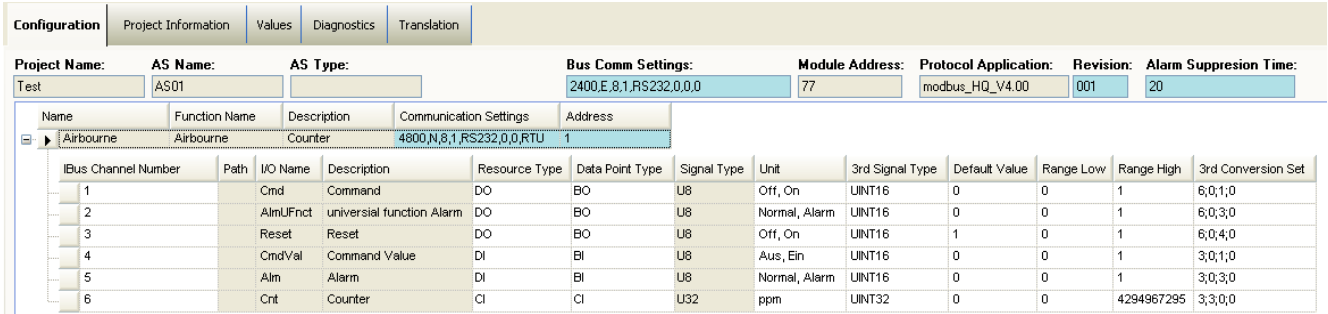 Configuration Project Information Values Diagnostics Translation
Project Name: AS Name: AS Type: Bus Comm Settings: Module Address: Protocol Application: Revision: Alarm Suppresion Time:
Test AS01 2400,E,8,1,RS232,0,0,0 77 modbus_HQ_V4.00 001 20
Name Function Name Description Communication Settings Address
Airbourne Airbourne Counter 4800,N,8,1,RS232,0,0,RTU 1
IBus Channel Number Path I/O Name Description Resource Type Data Point Type Signal Type Unit 3rd Signal Type Default Value Range Low Range High 3rd Conversion Set
1 Cmd Command DO BO U8 Off, On UINT16 0 0 1 6;0;1;0
2 AlmUFnct universial function Alarm DO BO U8 Normal, Alarm UINT16 0 0 1 6;0;3;0
3 Reset Reset DO BO U8 Off, On UINT16 1 0 1 6;0;4;0
4 CmdVal Command Value DI BI U8 Aus, Ein UINT16 0 0 1 3;0;1;0
5 Alm Alarm DI BI U8 Normal, Alarm UINT16 0 0 1 3;0;3;0
6 Cnt Counter CI CI U32 ppm UINT32 0 0 4294967295 3;3;0;0